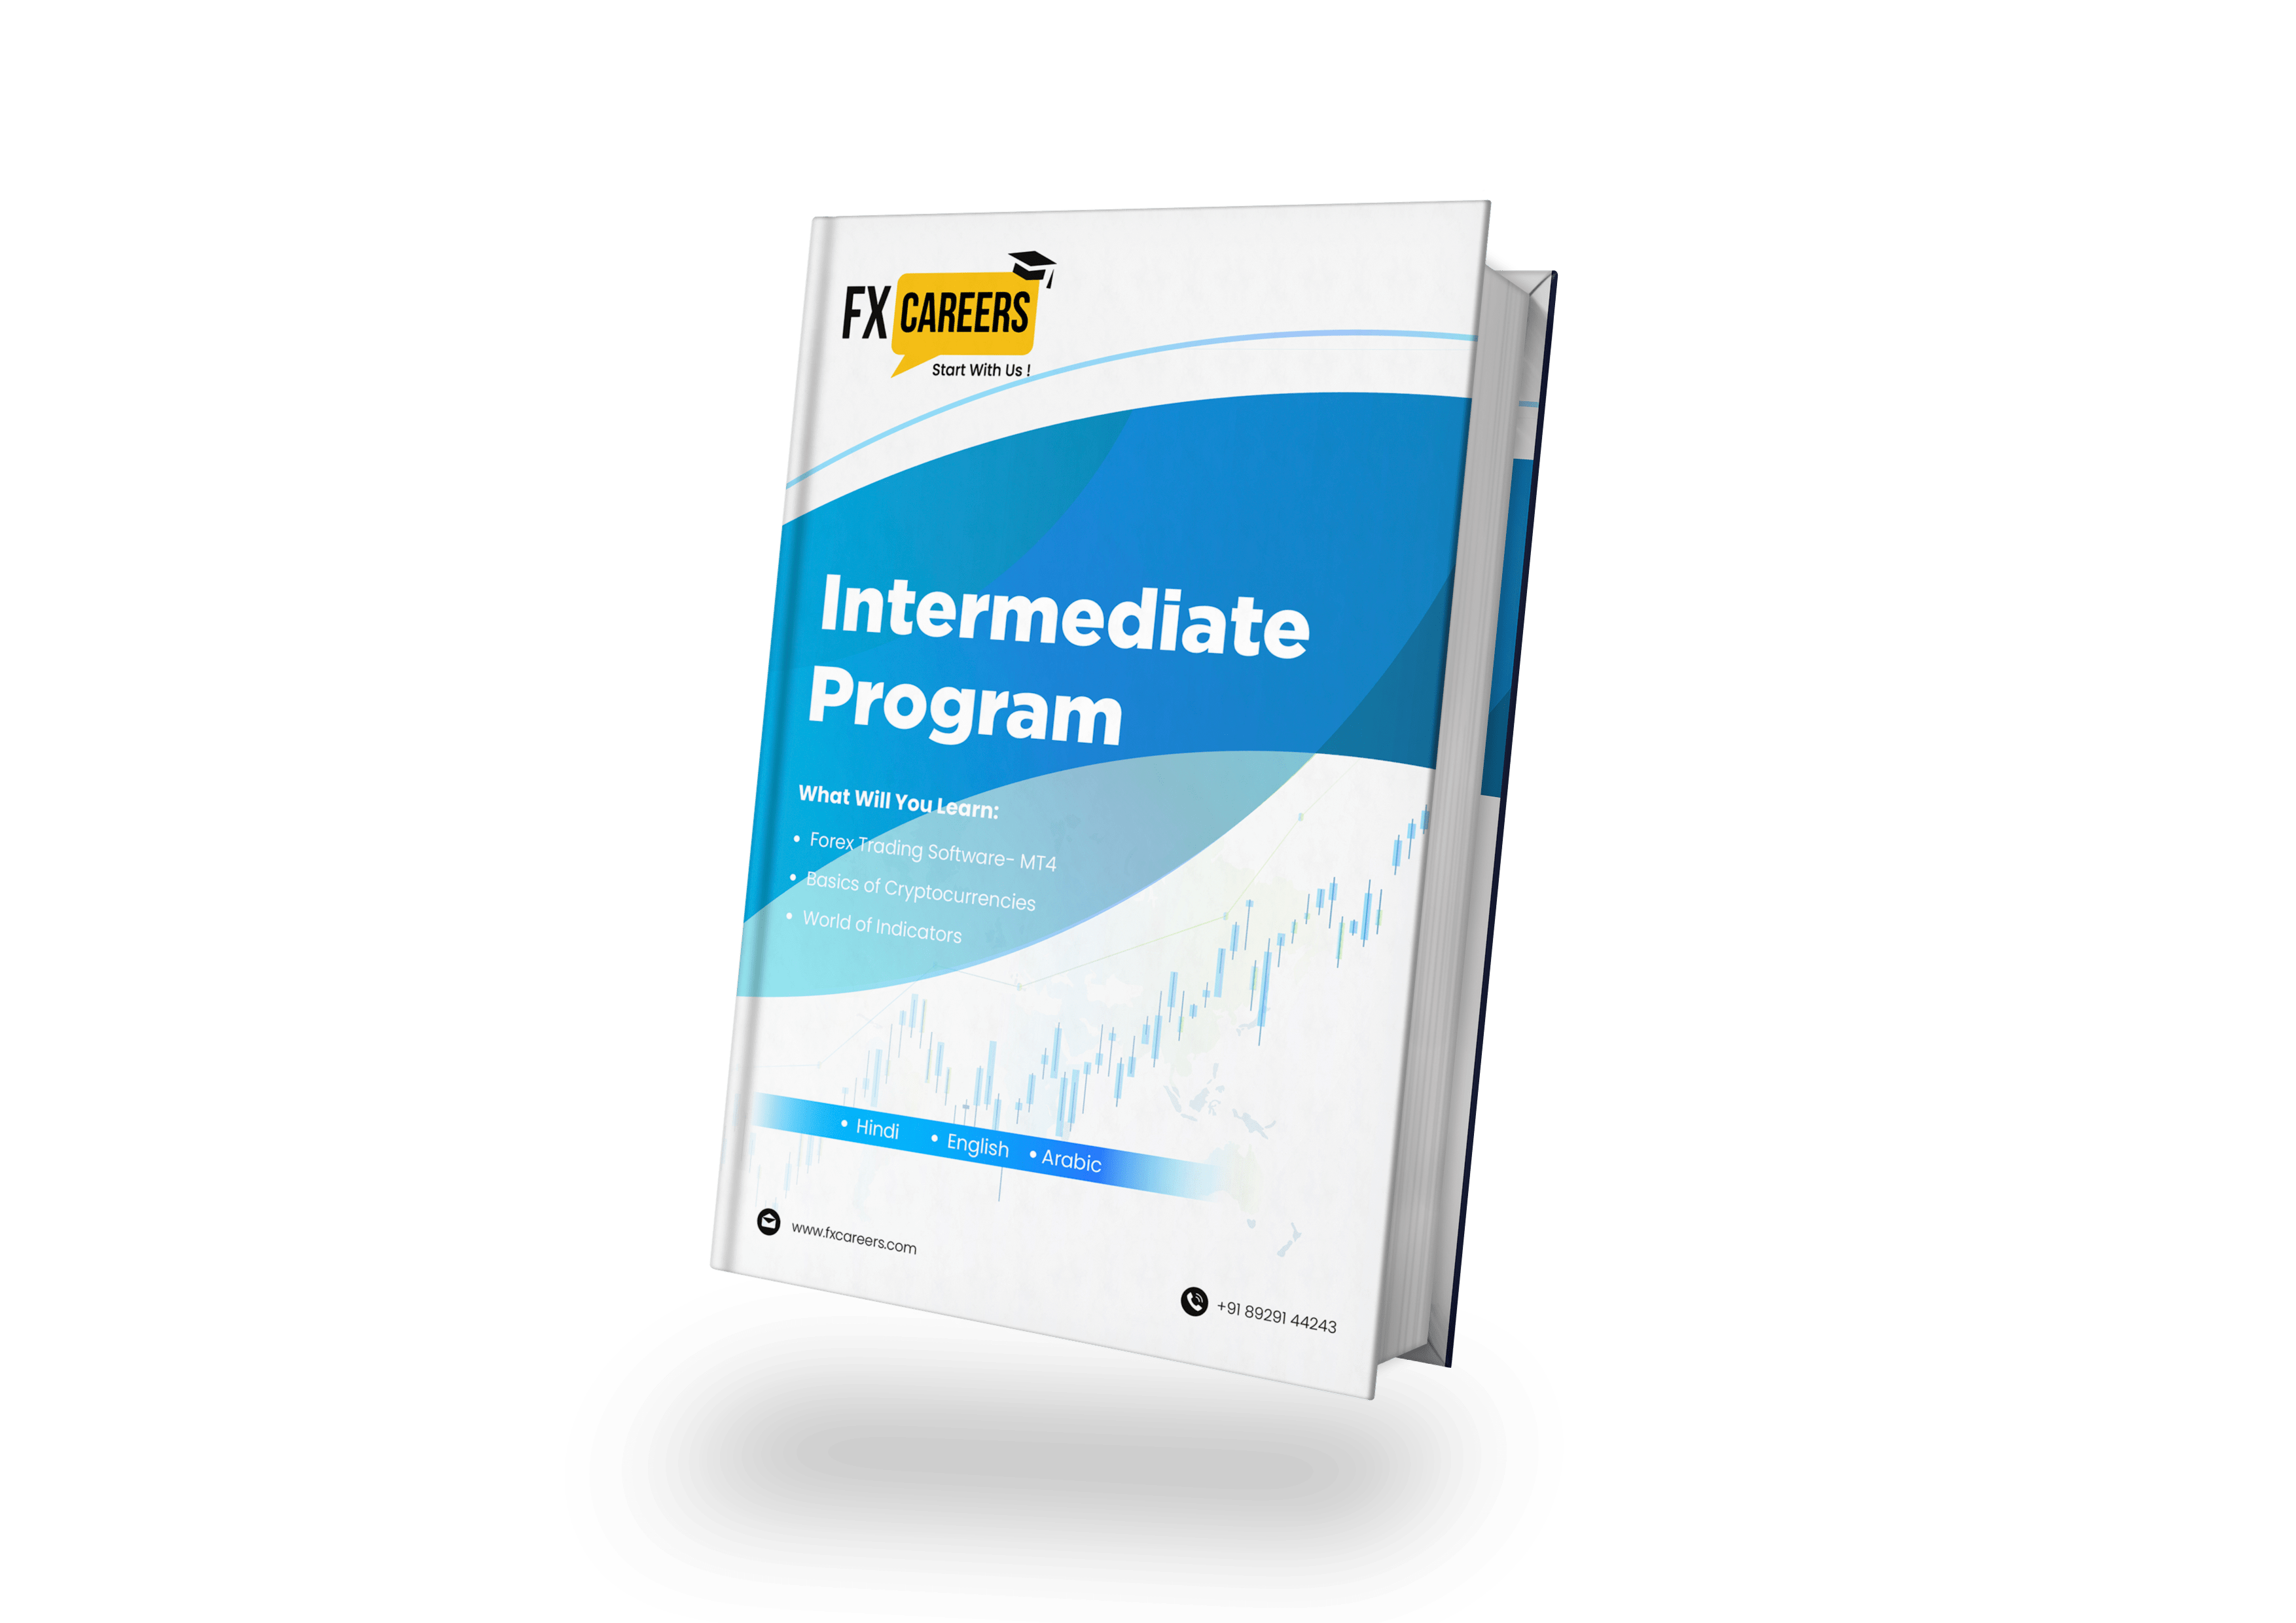 FX CAREERS
Start With Us !
Intermediate
Program
What Will You Learn:
• Forex Trading Software- MT4
• Basics of Cryptocurrencies
• World of Indicators
• Hindi • English • Arabic
www.fxcareers.com
+91 89291 44243